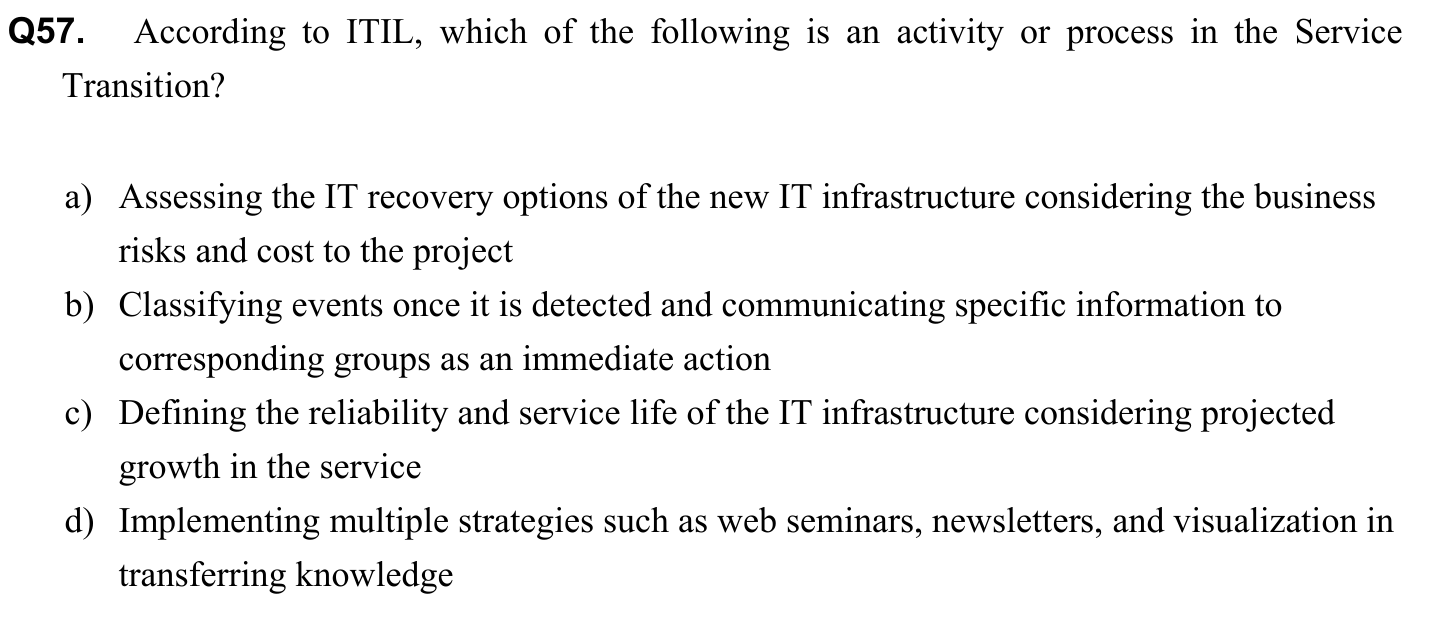 Q57. According to ITIL, which of the following is an activity or process in the Service
Transition?
a) Assessing the IT recovery options of the new IT infrastructure considering the business
risks and cost to the project
b) Classifying events once it is detected and communicating specific information to
corresponding groups as an immediate action
c) Defining the reliability and service life of the IT infrastructure considering projected
growth in the service
d) Implementing multiple strategies such as web seminars, newsletters, and visualization in
transferring knowledge